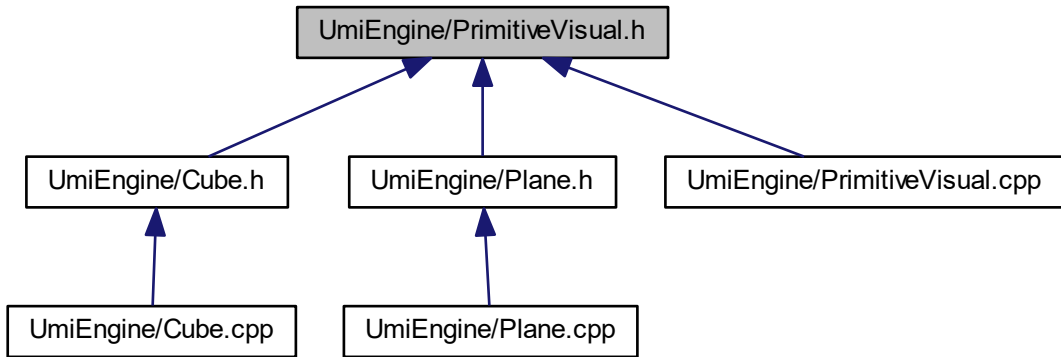 UmiEngine/PrimitiveVisual.h
UmiEngine/Cube.h
UmiEngine/Plane.h
UmiEngine/PrimitiveVisual.cpp
UmiEngine/Cube.cpp
UmiEngine/Plane.cpp